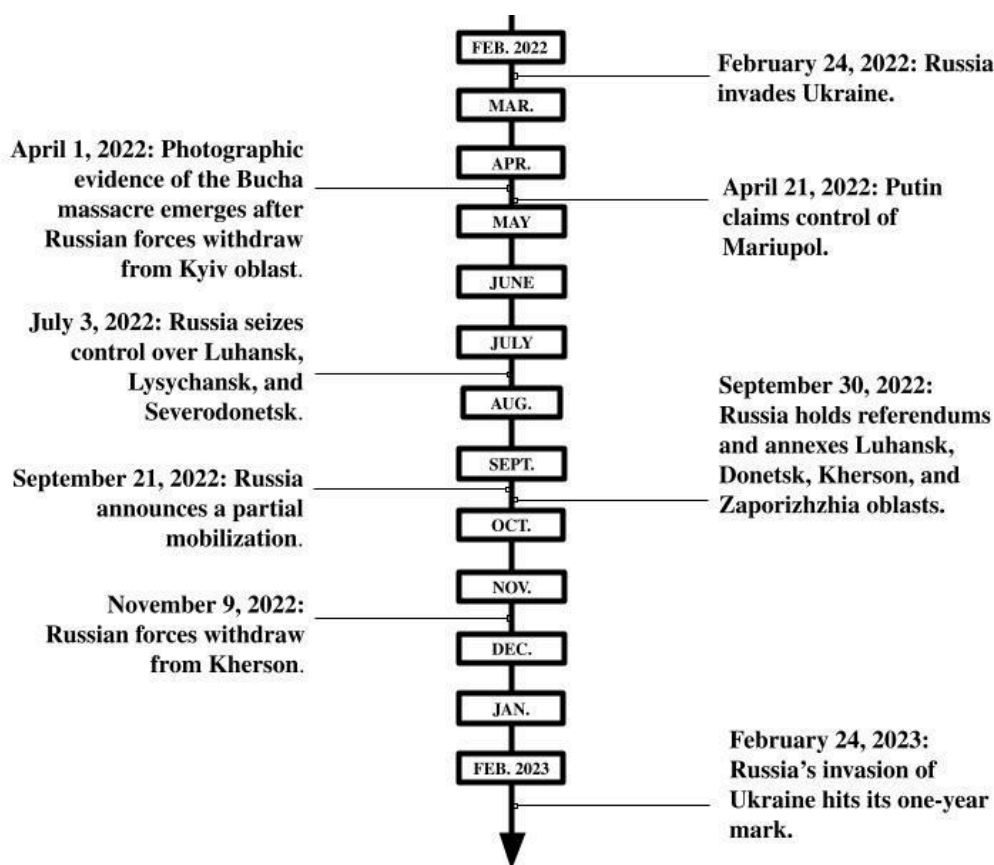 FEB. 2022
February 24, 2022: Russia
invades Ukraine.
MAR.
April 1, 2022: Photographic
evidence of the Bucha
massacre emerges after
Russian forces withdraw
from Kyiv oblast.
APR.
April 21, 2022: Putin
claims control of
Mariupol.
MAY
JUNE
July 3, 2022: Russia seizes
control over Luhansk,
Lysychansk, and
Severodonetsk.
JULY
AUG.
September 30, 2022:
Russia holds referendums
and annexes Luhansk,
Donetsk, Kherson, and
Zaporizhzhia oblasts.
SEPT.
September 21, 2022: Russia
announces a partial
mobilization.
OCT.
NOV.
November 9, 2022:
Russian forces withdraw
from Kherson.
DEC.
JAN.
FEB. 2023
February 24, 2023:
Russia’s invasion of
Ukraine hits its one-year
mark.